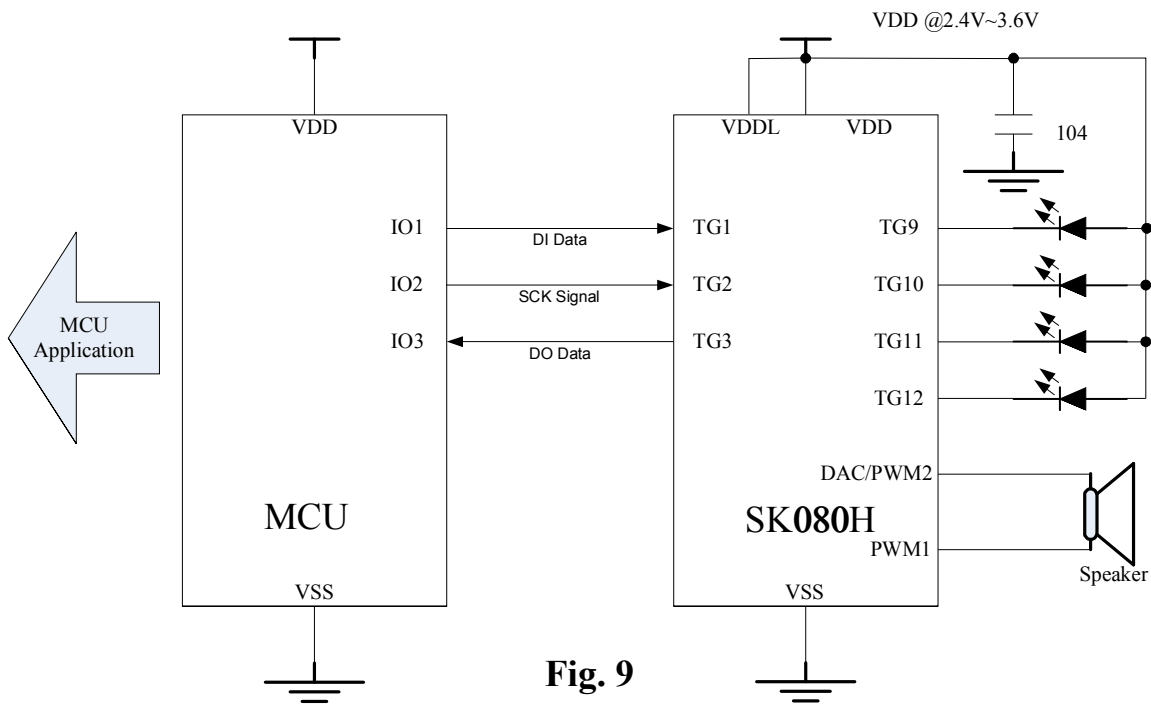 VDD @2.4V~3.6V
VDD
VDDL
VDD
104
IO1
DI Data
TG1
TG9
IO2
SCK Signal
TG2
TG10
MCU
Application
IO3
DO Data
TG3
TG11
TG12
DAC/PWM2
MCU
SK080H
PWM1
Speaker
VSS
VSS
Fig. 9